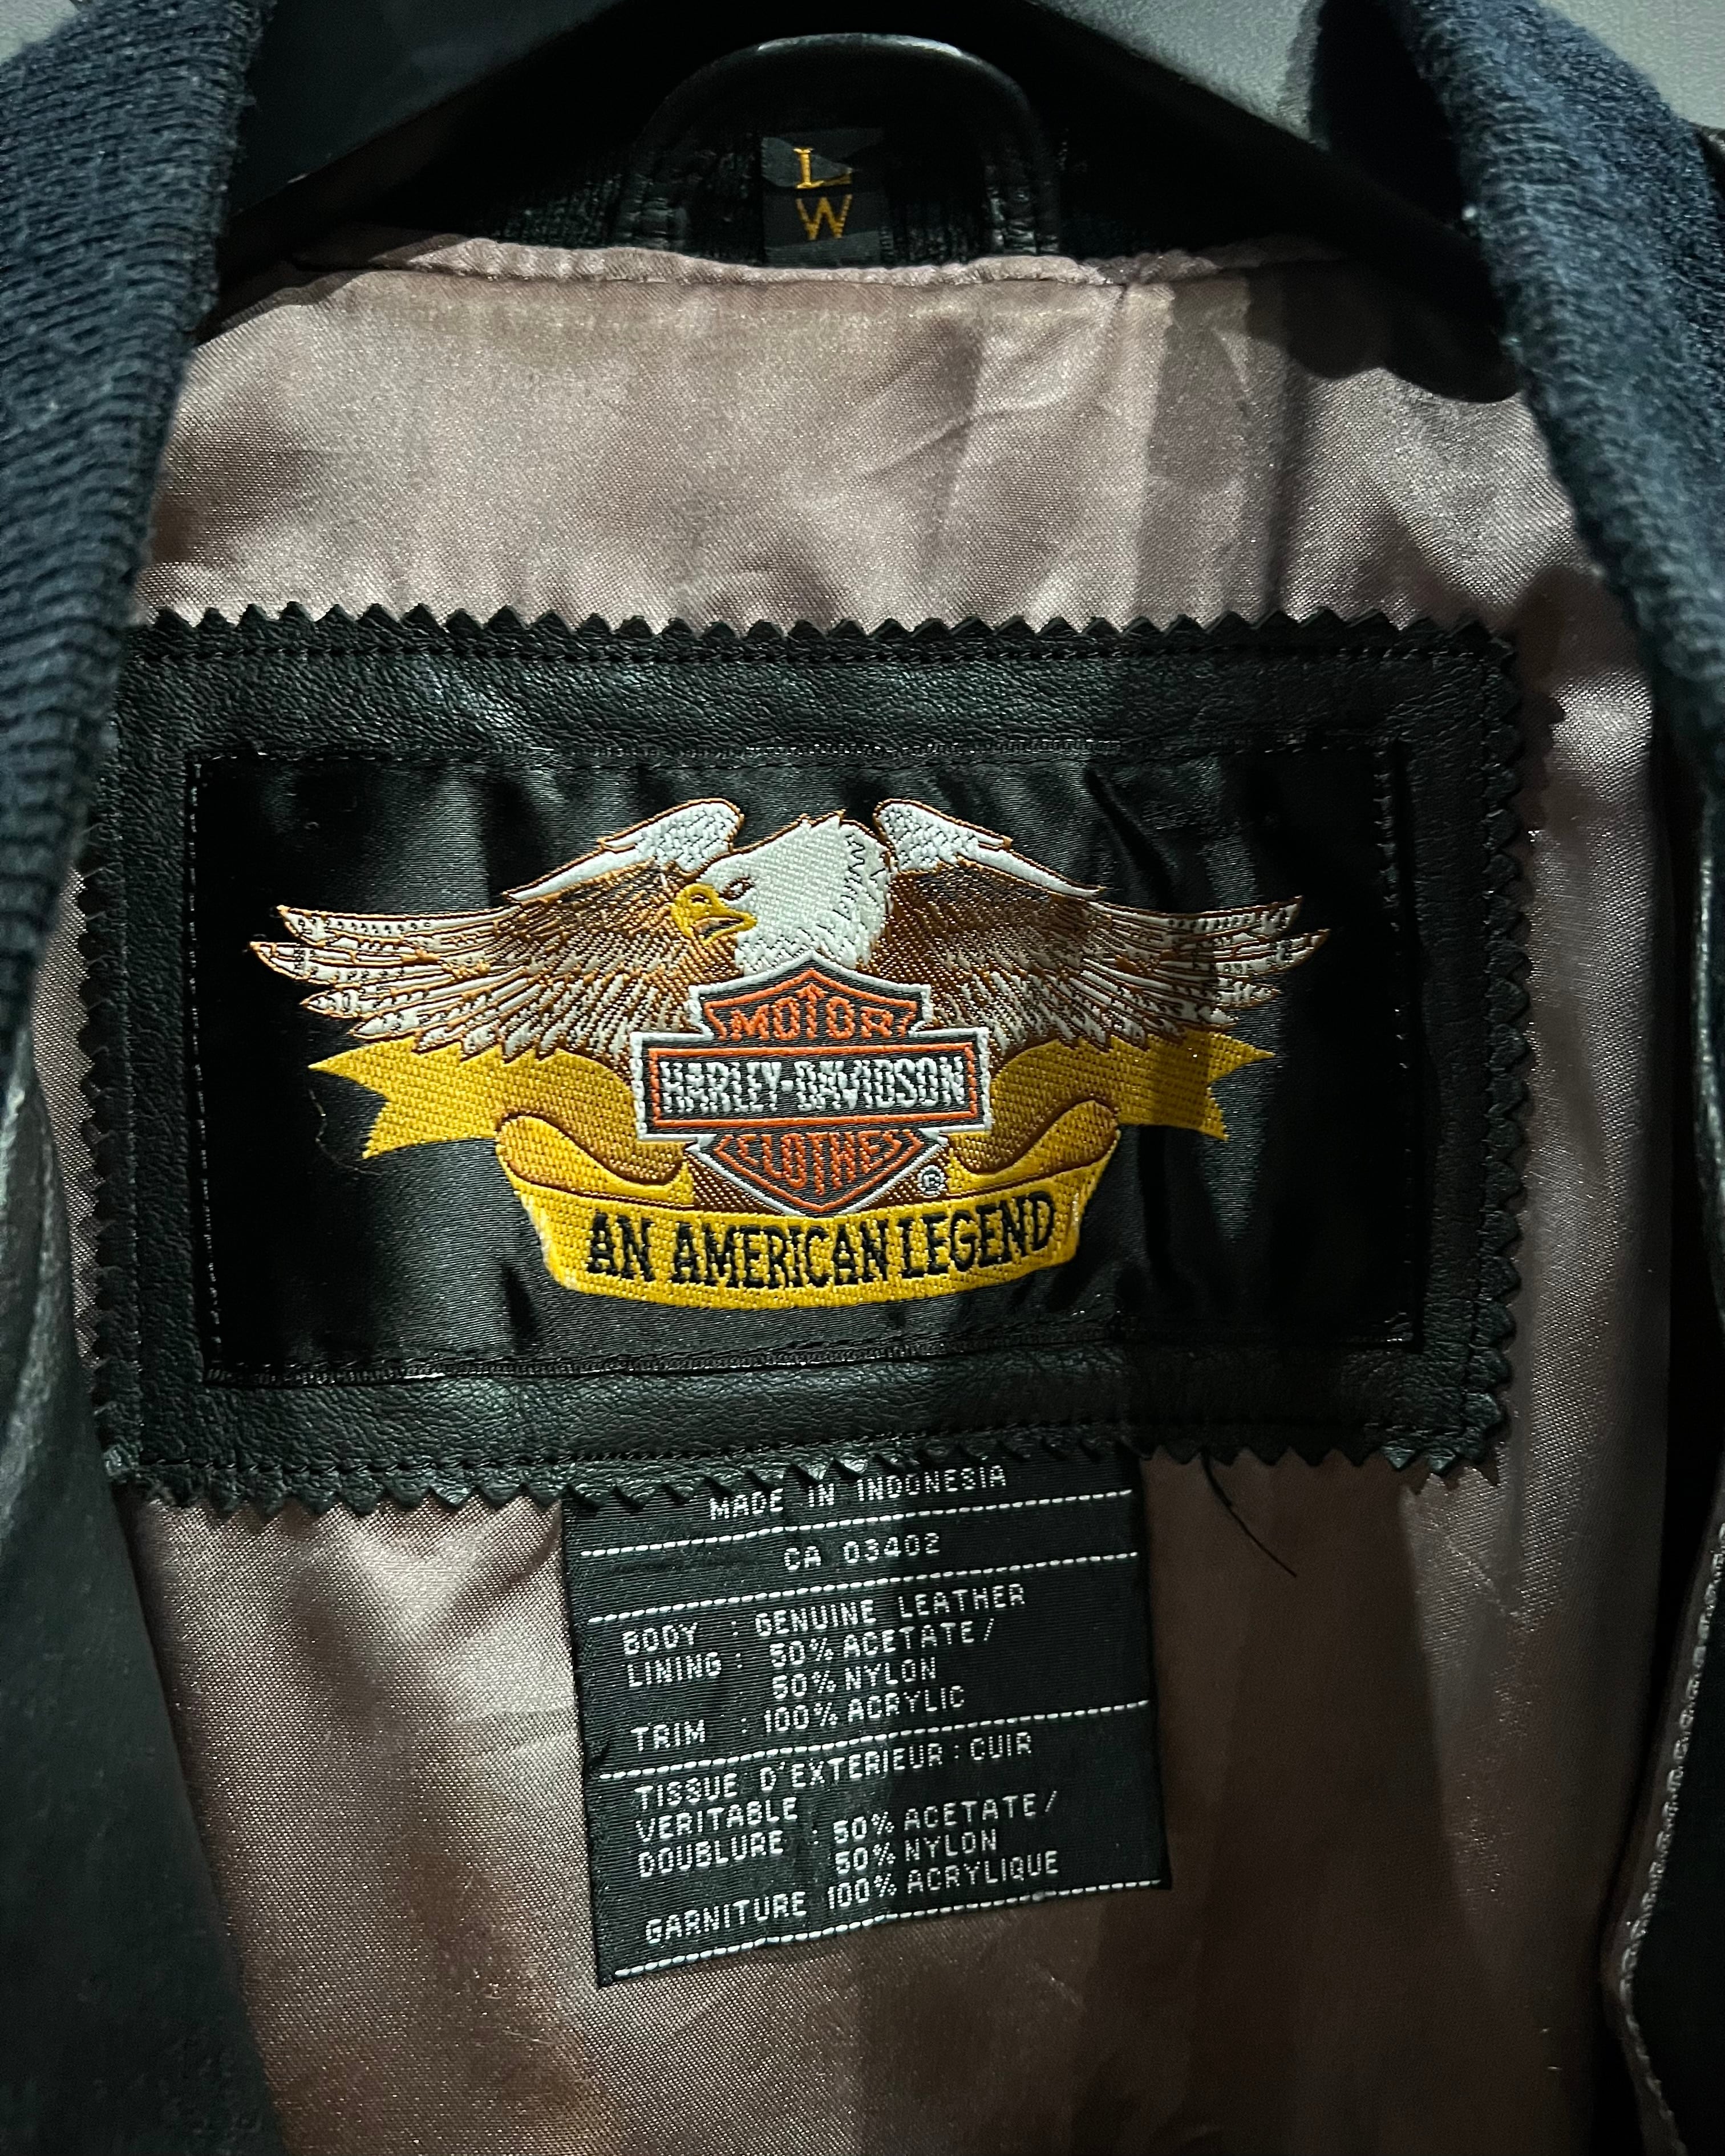 L
W
MOTOR
HARLEY-DAVIDSON
CLOTHES
®
AN AMERICAN LEGEND
MADE IN INDONESIA
CA 03402
BODY : GENUINE LEATHER
LINING : 50% ACETATE/
50% NYLON
TRIM : 100% ACRYLIC
TISSUE D'EXTERIEUR : CUIR
VERITABLE
DOUBLURE : 50% ACETATE/
50% NYLON
GARNITURE 100% ACRYLIQUE